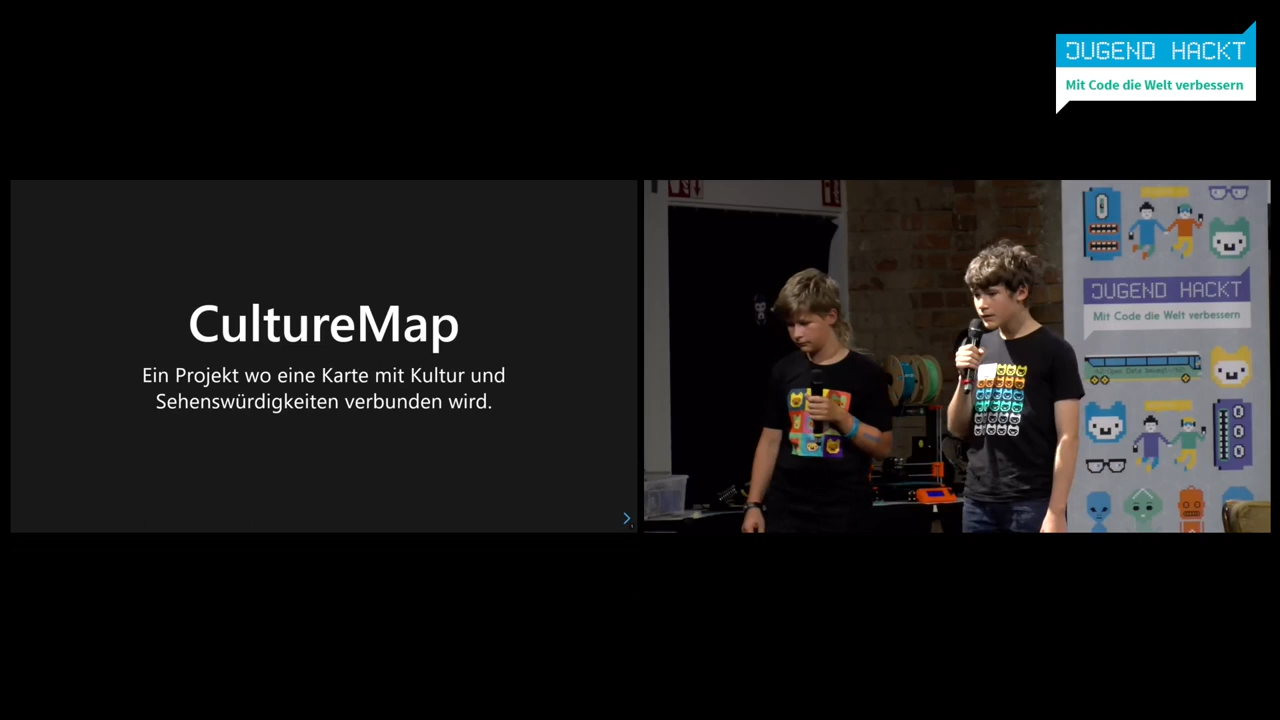 JUGEND HACKT
Mit Code die Welt verbessern
CultureMap
Ein Projekt wo eine Karte mit Kultur und
Sehenswürdigkeiten verbunden wird.
JUGEND HACKT
Mit Code die Welt verbessern